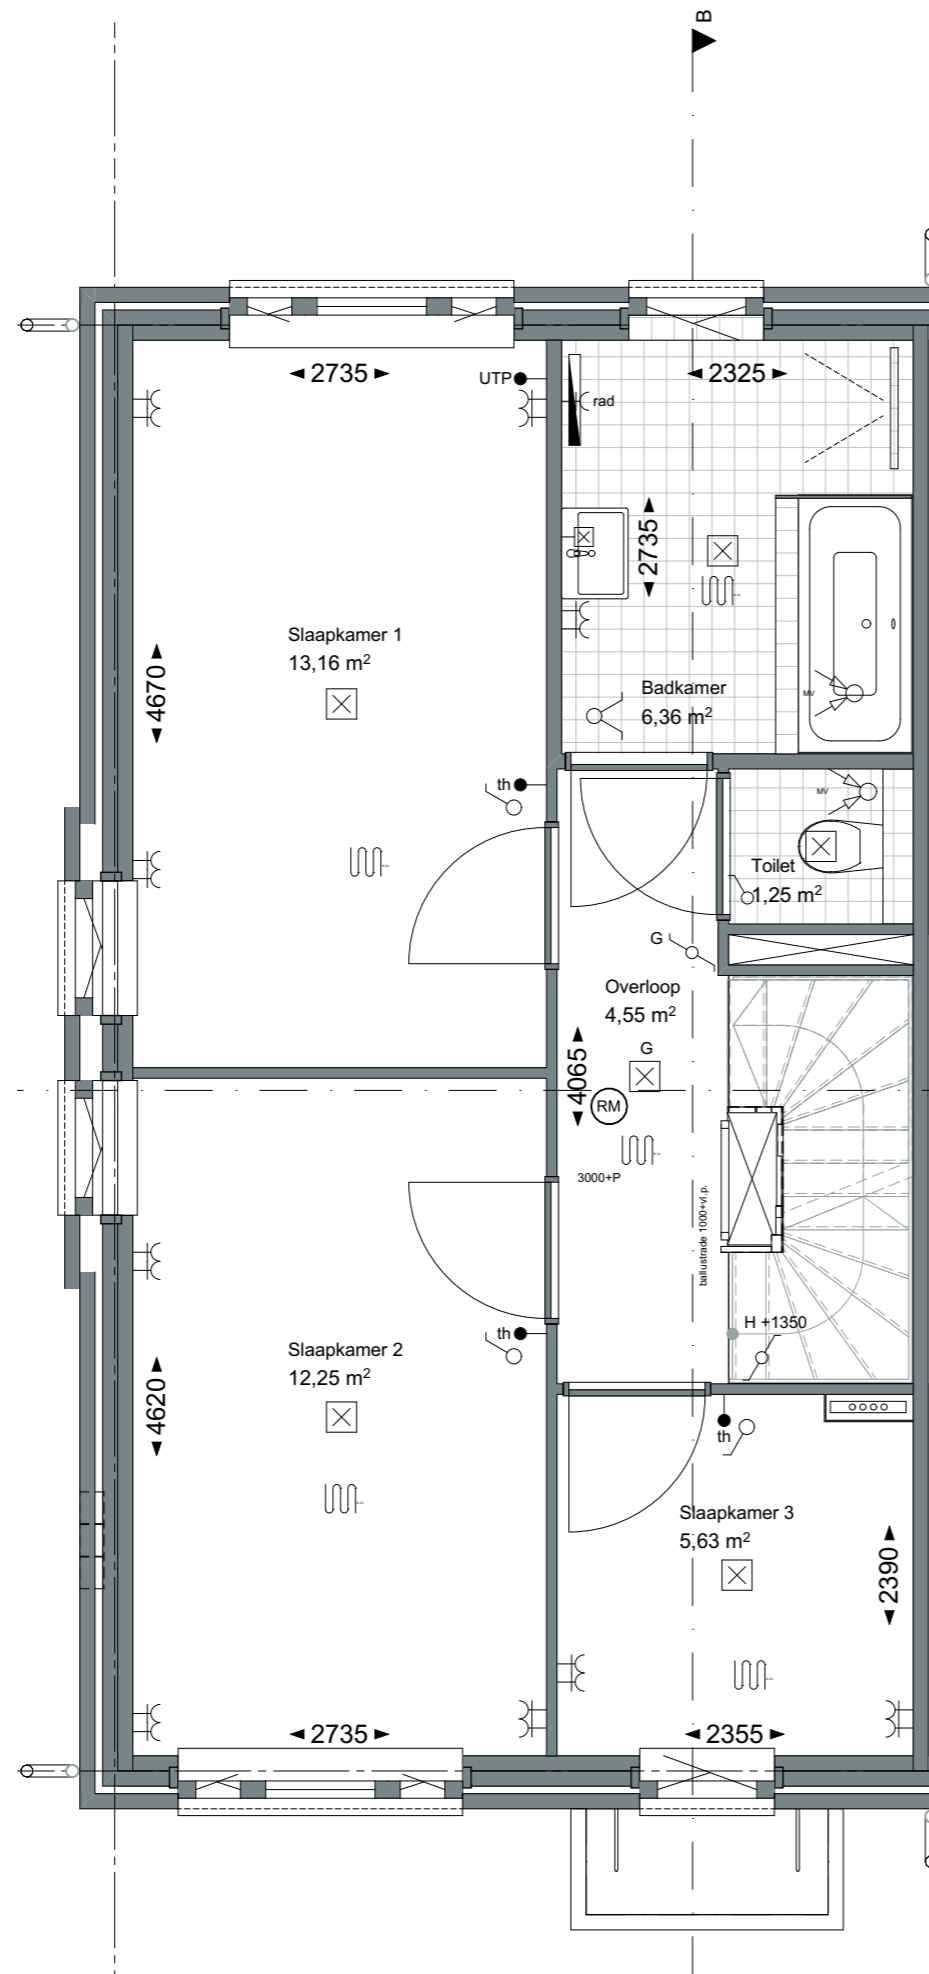 B
2735
UTP
rad
2325
2735
Slaapkamer 1
13,16 m²
4670
Badkamer
6,36 m²
MV
th
MV
Toilet
1,25 m²
G
Overloop
4,55 m²
G
4065
RM
3000+P
ballustrade 1000+vl.p.
H +1350
th
Slaapkamer 2
12,25 m²
4620
th
Slaapkamer 3
5,63 m²
2390
2735
2355